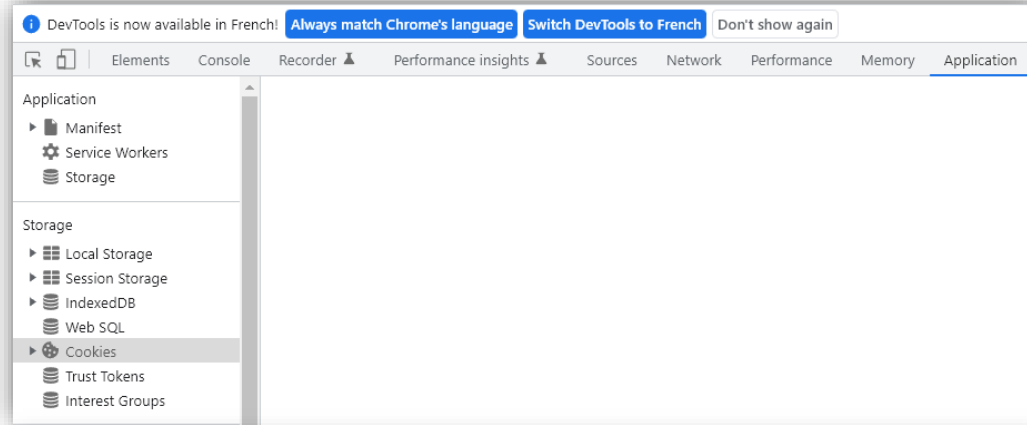 DevTools is now available in French! Always match Chrome's language Switch DevTools to French Don't show again
Elements Console Recorder Performance insights Sources Network Performance Memory Application
Application
Manifest
Service Workers
Storage
Storage
Local Storage
Session Storage
IndexedDB
Web SQL
Cookies
Trust Tokens
Interest Groups